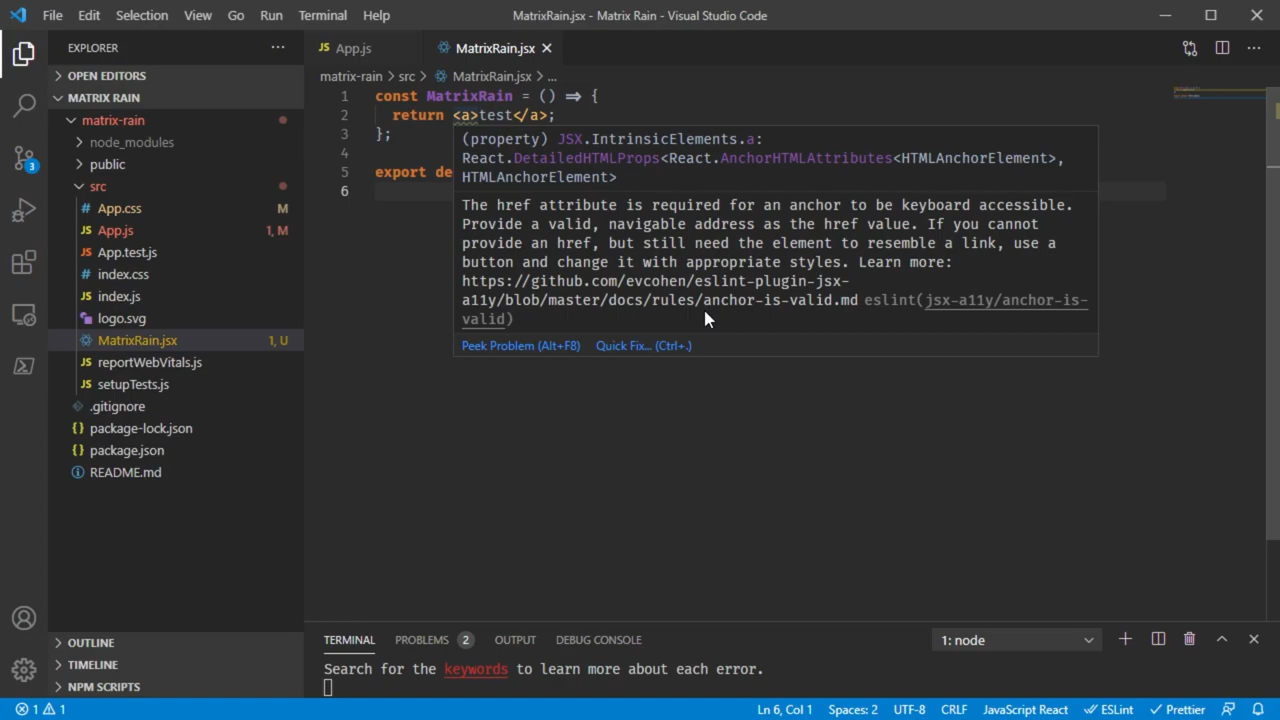 File Edit Selection View Go Run Terminal Help MatrixRain.jsx - Matrix Rain - Visual Studio Code
EXPLORER
JS App.js MatrixRain.jsx
OPEN EDITORS
matrix-rain > src > MatrixRain.jsx > ...
MATRIX RAIN
matrix-rain
node_modules
public
src
# App.css M
JS App.js 1, M
JS App.test.js
# index.css
JS index.js
logo.svg
MatrixRain.jsx 1, U
JS reportWebVitals.js
JS setupTests.js
.gitignore
{} package-lock.json
{} package.json
README.md
OUTLINE
TIMELINE
NPM SCRIPTS
3
1 const MatrixRain = () => {
2 return <a>test</a>;
3 };
4
5 export de
6
(property) JSX.IntrinsicElements.a:
React.DetailedHTMLProps<React.AnchorHTMLAttributes<HTMLAnchorElement>,
HTMLAnchorElement>
The href attribute is required for an anchor to be keyboard accessible.
Provide a valid, navigable address as the href value. If you cannot
provide an href, but still need the element to resemble a link, use a
button and change it with appropriate styles. Learn more:
https://github.com/evcohen/eslint-plugin-jsx-
a11y/blob/master/docs/rules/anchor-is-valid.md eslint(jsx-a11y/anchor-is-
valid)
Peek Problem (Alt+F8) Quick Fix... (Ctrl+.)
TERMINAL PROBLEMS 2 OUTPUT DEBUG CONSOLE 1: node
Search for the keywords to learn more about each error.
1 1 Ln 6, Col 1 Spaces: 2 UTF-8 CRLF JavaScript React ESLint Prettier